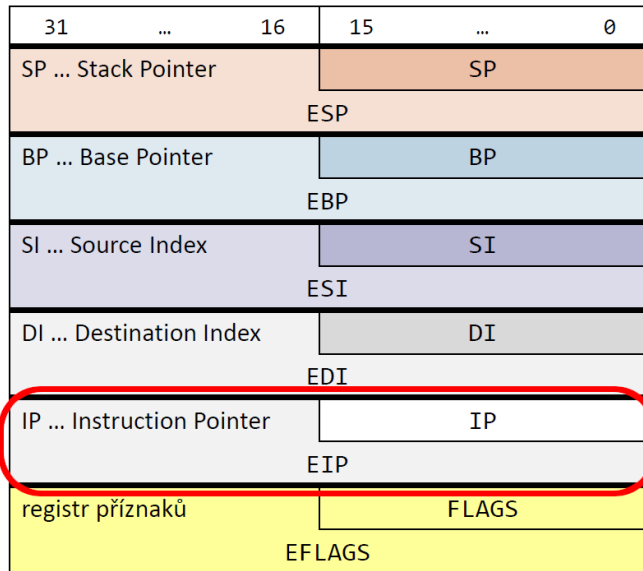 31 … 16 15 … 0
SP ... Stack Pointer SP
ESP
BP ... Base Pointer BP
EBP
SI ... Source Index SI
ESI
DI ... Destination Index DI
EDI
IP ... Instruction Pointer IP
EIP
registr příznaků FLAGS
EFLAGS